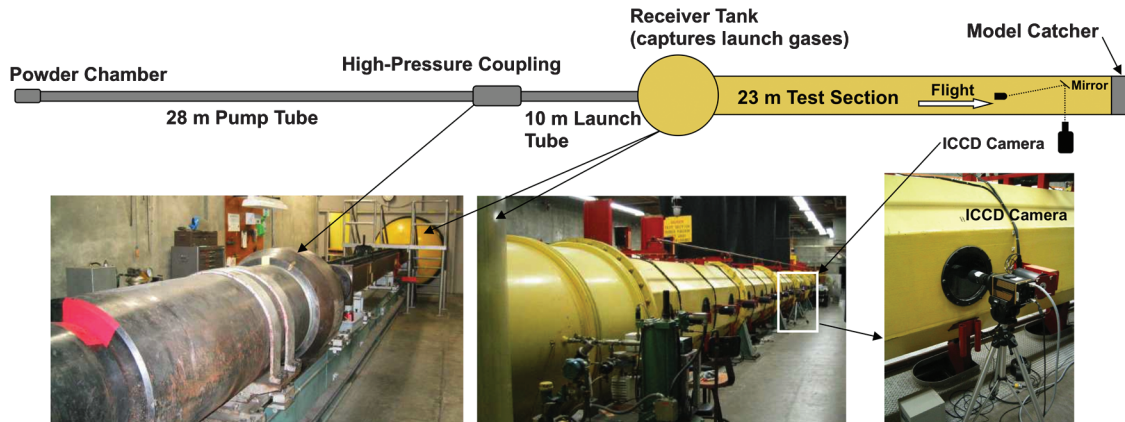 Receiver Tank
(captures launch gases)
Model Catcher
High-Pressure Coupling
Powder Chamber
Mirror
Flight
23 m Test Section
28 m Pump Tube
10 m Launch
Tube
ICCD Camera
ICCD Camera